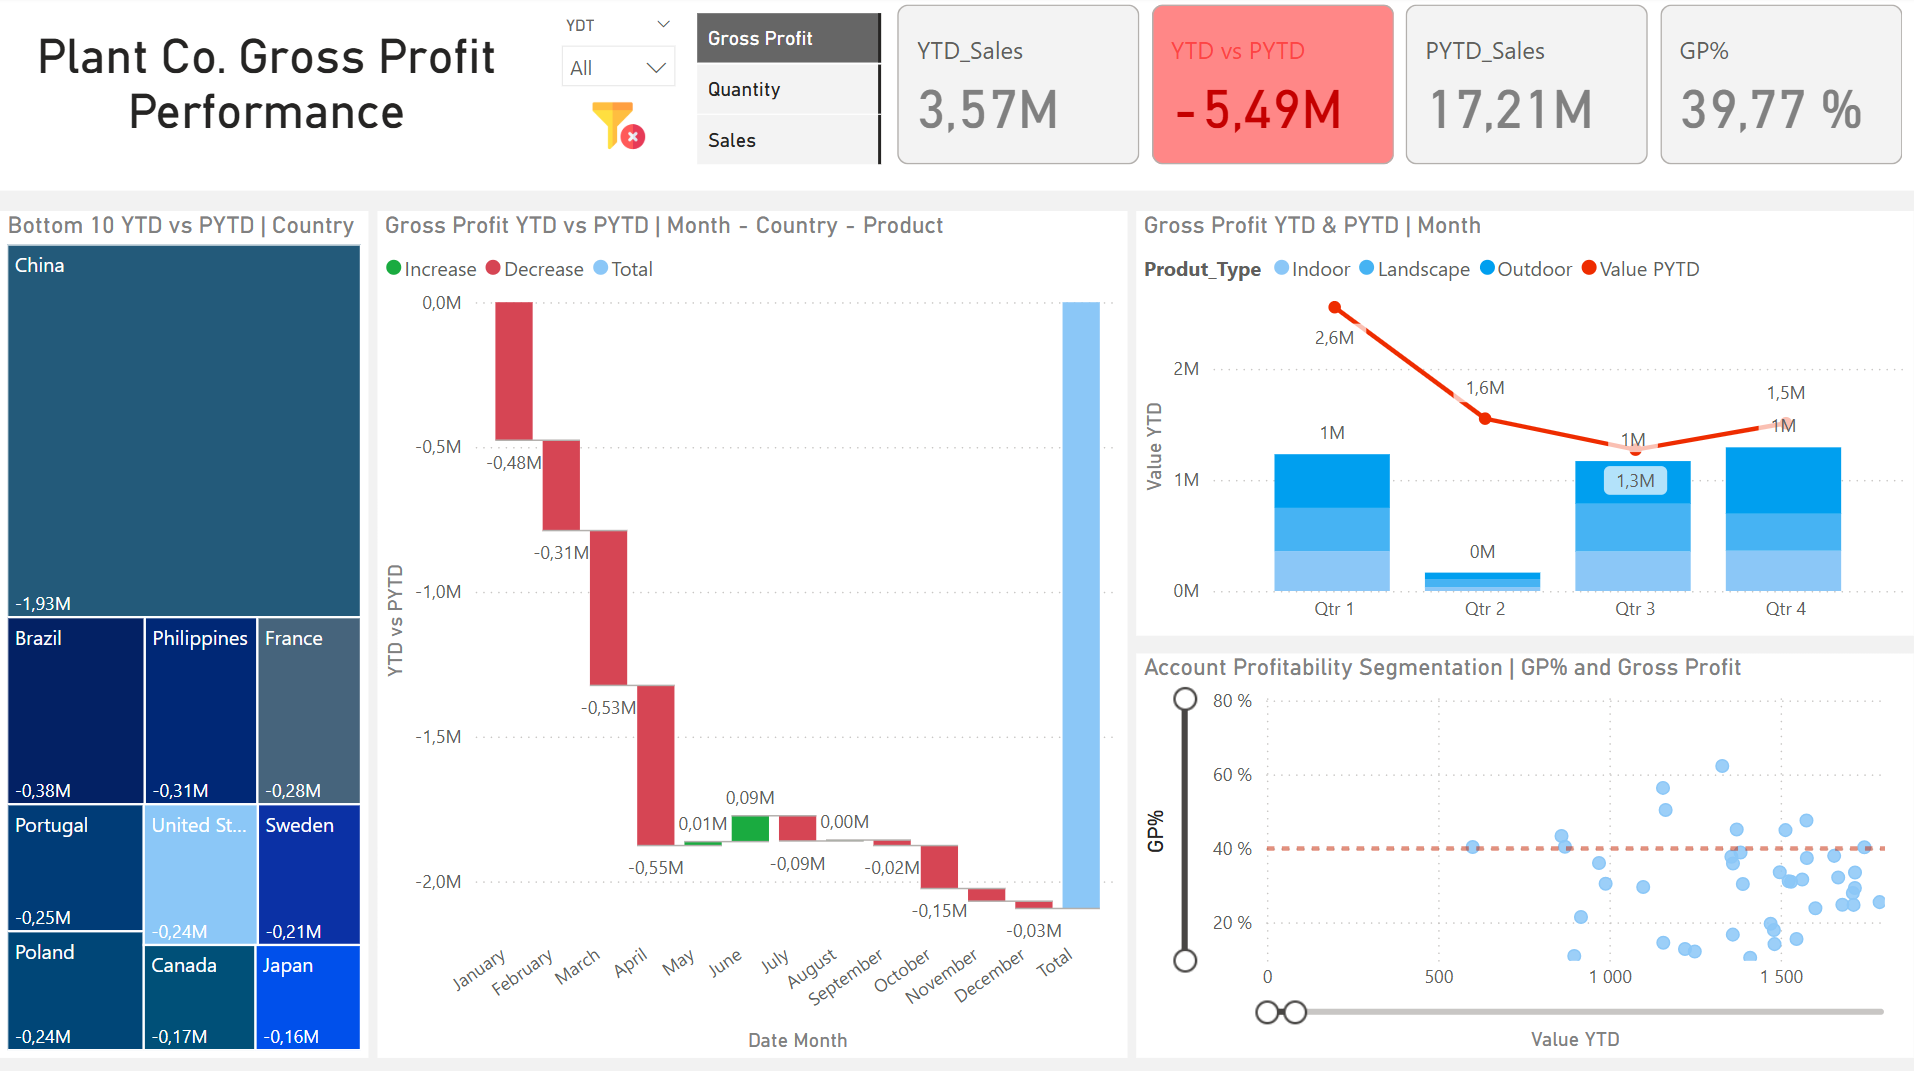 Plant Co. Gross Profit
Performance
YDT
All
Gross Profit
Quantity
Sales
YTD_Sales
3,57M
YTD vs PYTD
-5,49M
PYTD_Sales
17,21M
GP%
39,77 %
Bottom 10 YTD vs PYTD | Country
China
-1,93M
Brazil
-0,38M
Philippines
-0,31M
France
-0,28M
Portugal
-0,25M
United St...
-0,24M
Sweden
-0,21M
Poland
-0,24M
Canada
-0,17M
Japan
-0,16M
Gross Profit YTD vs PYTD | Month - Country - Product
Increase Decrease Total
YTD vs PYTD
0,0M
-0,5M
-1,0M
-1,5M
-2,0M
-0,48M
-0,31M
-0,53M
-0,55M
0,01M
0,09M
-0,09M
0,00M
-0,02M
-0,15M
-0,03M
January
February
March
April
May
June
July
August
September
October
November
December
Total
Date Month
Gross Profit YTD & PYTD | Month
Produt_Type Indoor Landscape Outdoor Value PYTD
Value YTD
2M
1M
0M
2,6M
1,6M
1,3M
1,5M
1M
0M
1M
1M
Qtr 1
Qtr 2
Qtr 3
Qtr 4
Account Profitability Segmentation | GP% and Gross Profit
GP%
80 %
60 %
40 %
20 %
0
500
1 000
1 500
Value YTD